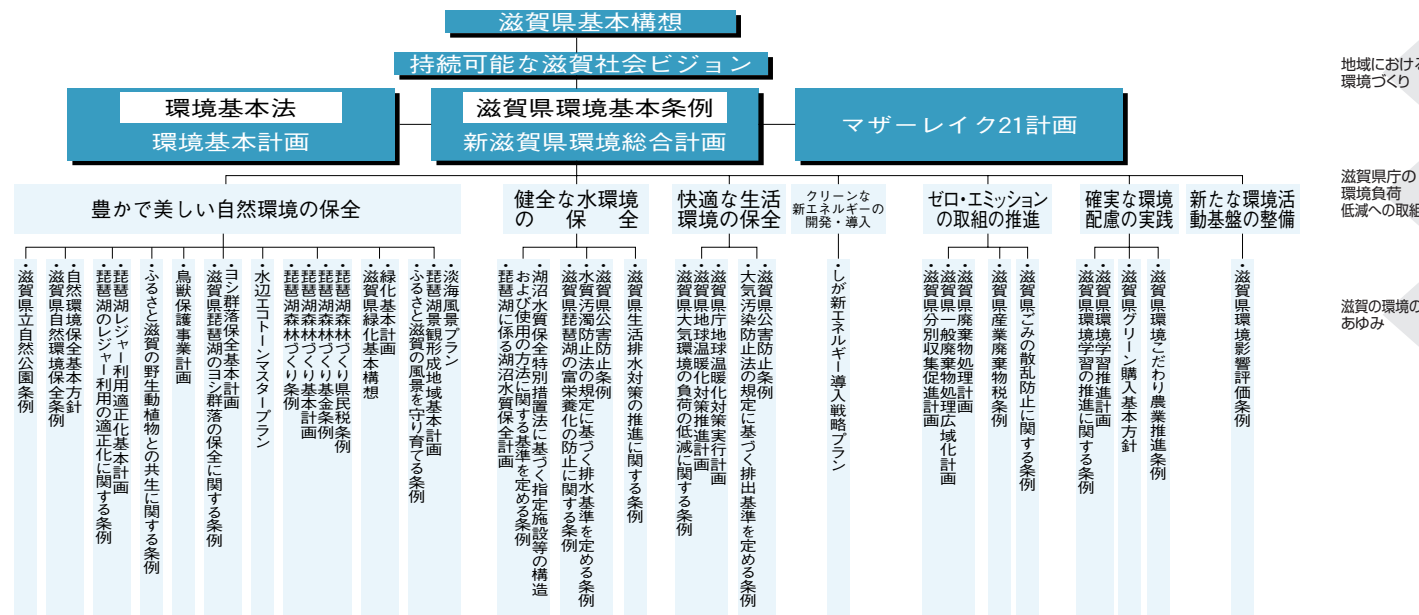 滋賀県基本構想
持続可能な滋賀社会ビジョン
環境基本法
環境基本計画
滋賀県環境基本条例
新滋賀県環境総合計画
マザーレイク21計画
地域における
環境づくり
滋賀県庁の
環境負荷
低減への取組
滋賀の環境の
あゆみ
豊かで美しい自然環境の保全
・滋賀県立自然公園条例
・自然環境保全基本方針
・滋賀県自然環境保全条例
・琵琶湖レジャー利用適正化基本計画
・琵琶湖のレジャー利用の適正化に関する条例
・ふるさと滋賀の野生動植物との共生に関する条例
・鳥獣保護事業計画
・ヨシ群落保全基本計画
・滋賀県琵琶湖のヨシ群落の保全に関する条例
・水辺エコトーンマスタープラン
・琵琶湖森林づくり県民税条例
・琵琶湖森林づくり基金条例
・琵琶湖森林づくり基本計画
・琵琶湖森林づくり条例
・緑化基本計画
・滋賀県緑化基本構想
・淡海風景プラン
・琵琶湖景観形成地域基本計画
・ふるさと滋賀の風景を守り育てる条例
健全な水環境
の保全
・湖沼水質保全特別措置法に基づく指定施設等の構造
および使用の方法に関する基準を定める条例
・琵琶湖に係る湖沼水質保全計画
・滋賀県公害防止条例
・水質汚濁防止法の規定に基づく排水基準を定める条例
・滋賀県琵琶湖の富栄養化の防止に関する条例
・滋賀県生活排水対策の推進に関する条例
快適な生活
環境の保全
・滋賀県庁地球温暖化対策実行計画
・滋賀県地球温暖化対策推進計画
・滋賀県大気環境の負荷の低減に関する条例
・滋賀県公害防止条例
・大気汚染防止法の規定に基づく排出基準を定める条例
クリーンな
新エネルギーの
開発・導入
・しが新エネルギー導入戦略プラン
ゼロ・エミッション
の取組の推進
・滋賀県廃棄物処理計画
・滋賀県一般廃棄物処理広域化計画
・滋賀県分別収集促進計画
・滋賀県産業廃棄物税条例
・滋賀県ごみの散乱防止に関する条例
確実な環境
配慮の実践
・滋賀県環境学習推進計画
・滋賀県環境学習の推進に関する条例
・滋賀県グリーン購入基本方針
・滋賀県環境こだわり農業推進条例
新たな環境活
動基盤の整備
・滋賀県環境影響評価条例